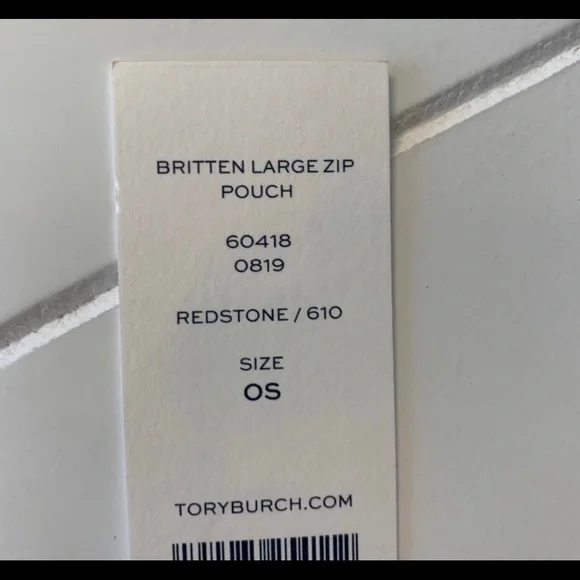 BRITTEN LARGE ZIP
POUCH
60418
0819
REDSTONE / 610
SIZE
OS
TORYBURCH.COM